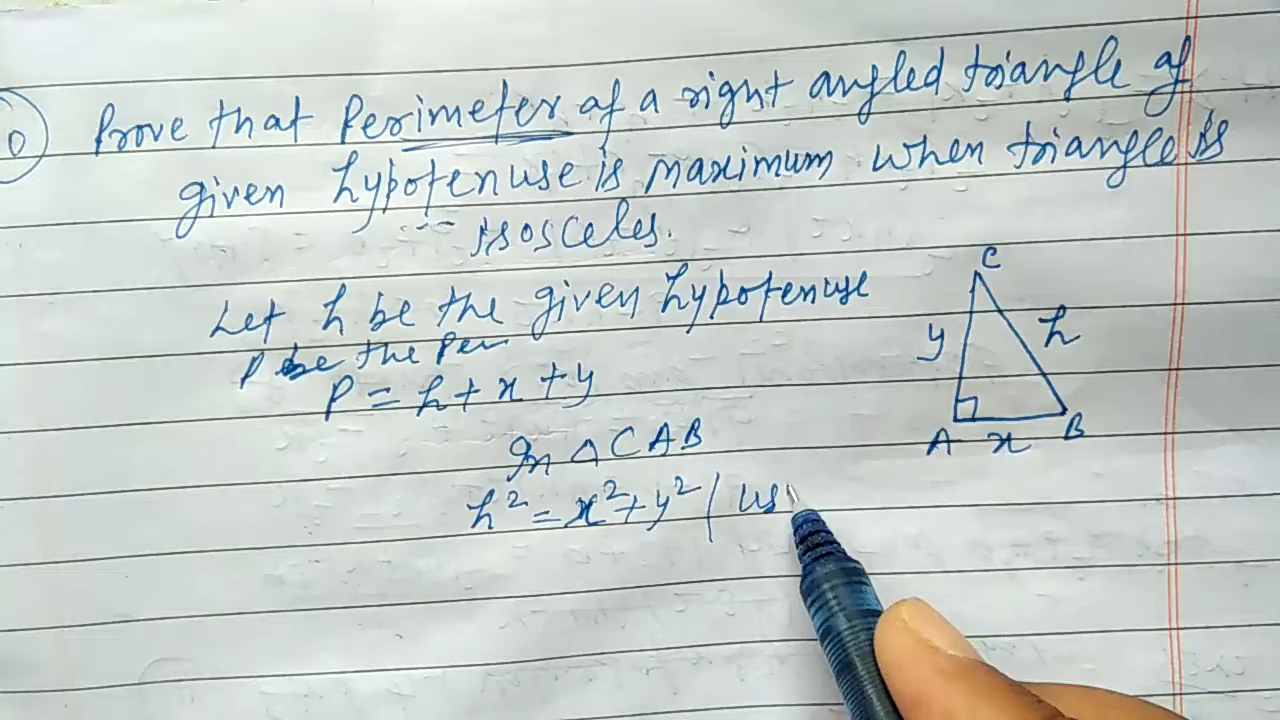 0
Prove that Perimeter of a right angled triangle of
given hypotenuse is maximum when triangle is
isosceles.
Let h be the given hypotenuse
P be the Per
P = h + x + y
In △ CAB
h² = x² + y² ( us
C
y
h
A
x
B